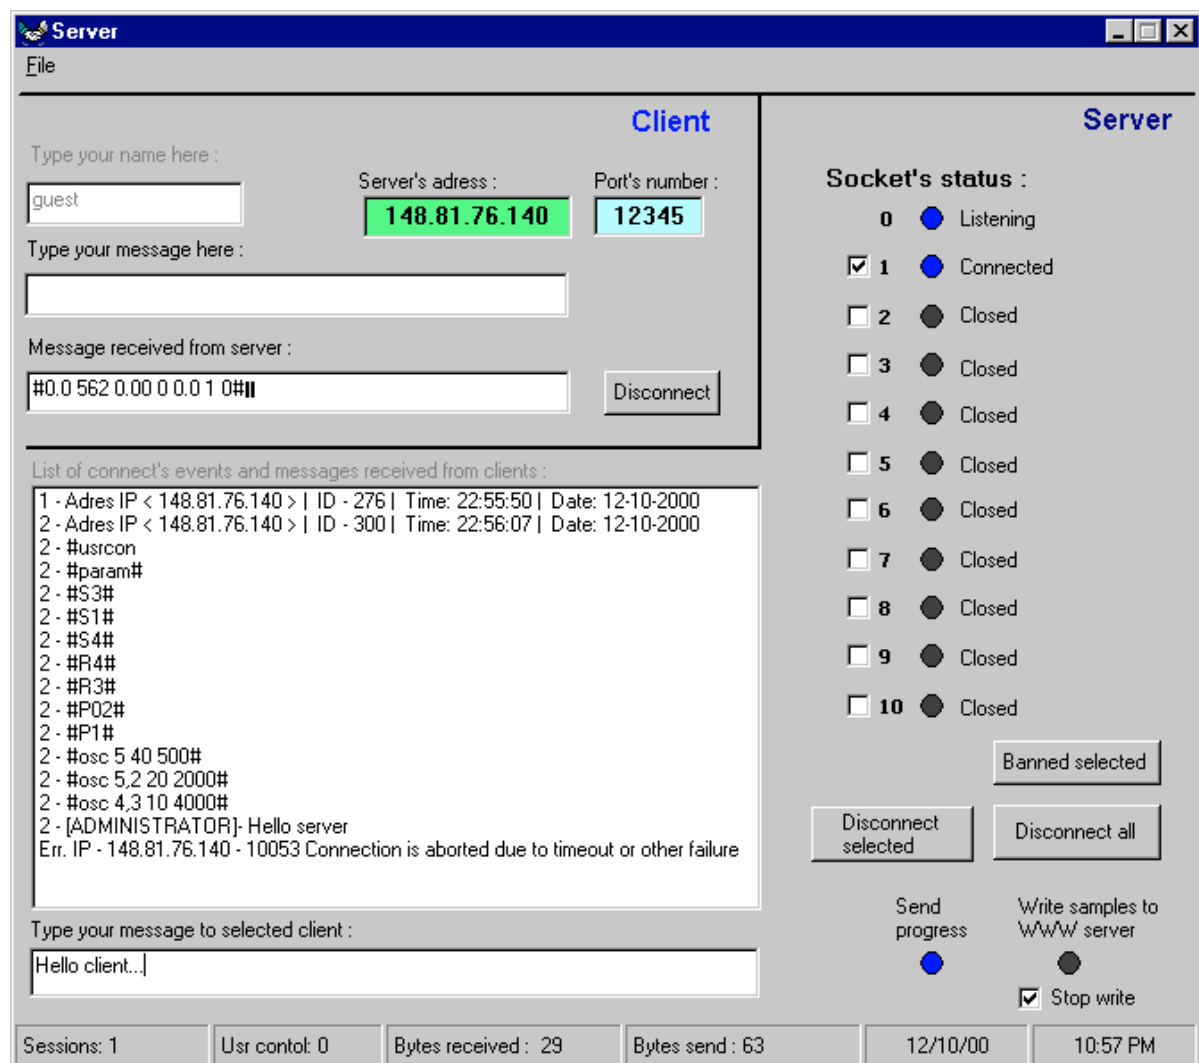 Server
File
Client
Type your name here :
guest
Server's adress :
148.81.76.140
Port's number :
12345
Type your message here :
Message received from server :
#0.0 562 0.00 0 0.0 1 0#
Disconnect
List of connect's events and messages received from clients :
1 - Adres IP < 148.81.76.140 > | ID - 276 | Time: 22:55:50 | Date: 12-10-2000
2 - Adres IP < 148.81.76.140 > | ID - 300 | Time: 22:56:07 | Date: 12-10-2000
2 - #usrcon
2 - #param#
2 - #S3#
2 - #S1#
2 - #S4#
2 - #R4#
2 - #R3#
2 - #P02#
2 - #P1#
2 - #osc 5 40 500#
2 - #osc 5,2 20 2000#
2 - #osc 4,3 10 4000#
2 - [ADMINISTRATOR]- Hello server
Err. IP - 148.81.76.140 - 10053 Connection is aborted due to timeout or other failure
Type your message to selected client :
Hello client...
Server
Socket's status :
0 Listening
1 Connected
2 Closed
3 Closed
4 Closed
5 Closed
6 Closed
7 Closed
8 Closed
9 Closed
10 Closed
Banned selected
Disconnect
selected
Disconnect all
Send
progress
Write samples to
WWW server
Stop write
Sessions: 1
Usr contol: 0
Bytes received : 29
Bytes send : 63
12/10/00
10:57 PM